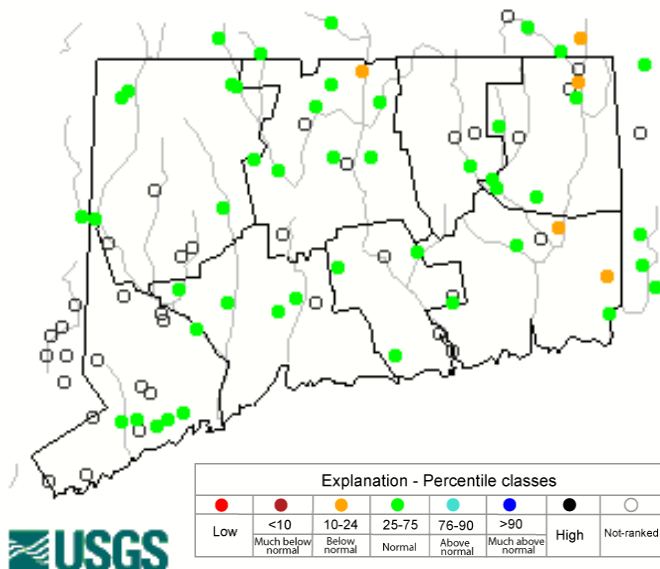 Explanation - Percentile classes
Low <10 10-24 25-75 76-90 >90 High Not-ranked
Much below normal Below normal Normal Above normal Much above normal
USGS